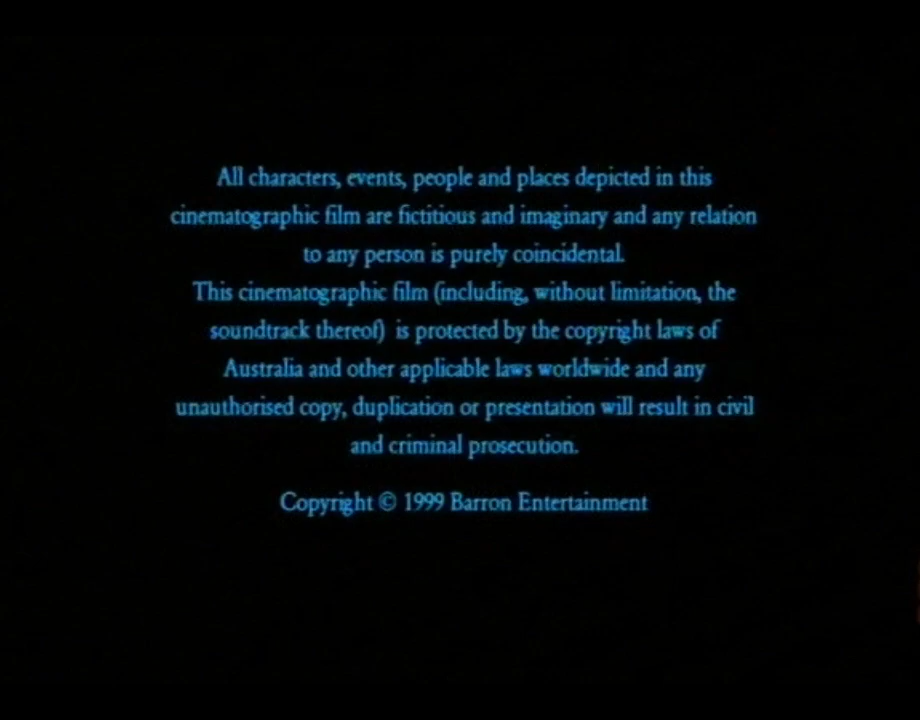 All characters, events, people and places depicted in this
cinematographic film are fictitious and imaginary and any relation
to any person is purely coincidental.
This cinematographic film (including, without limitation, the
soundtrack thereof) is protected by the copyright laws of
Australia and other applicable laws worldwide and any
unauthorised copy, duplication or presentation will result in civil
and criminal prosecution.
Copyright © 1999 Barron Entertainment